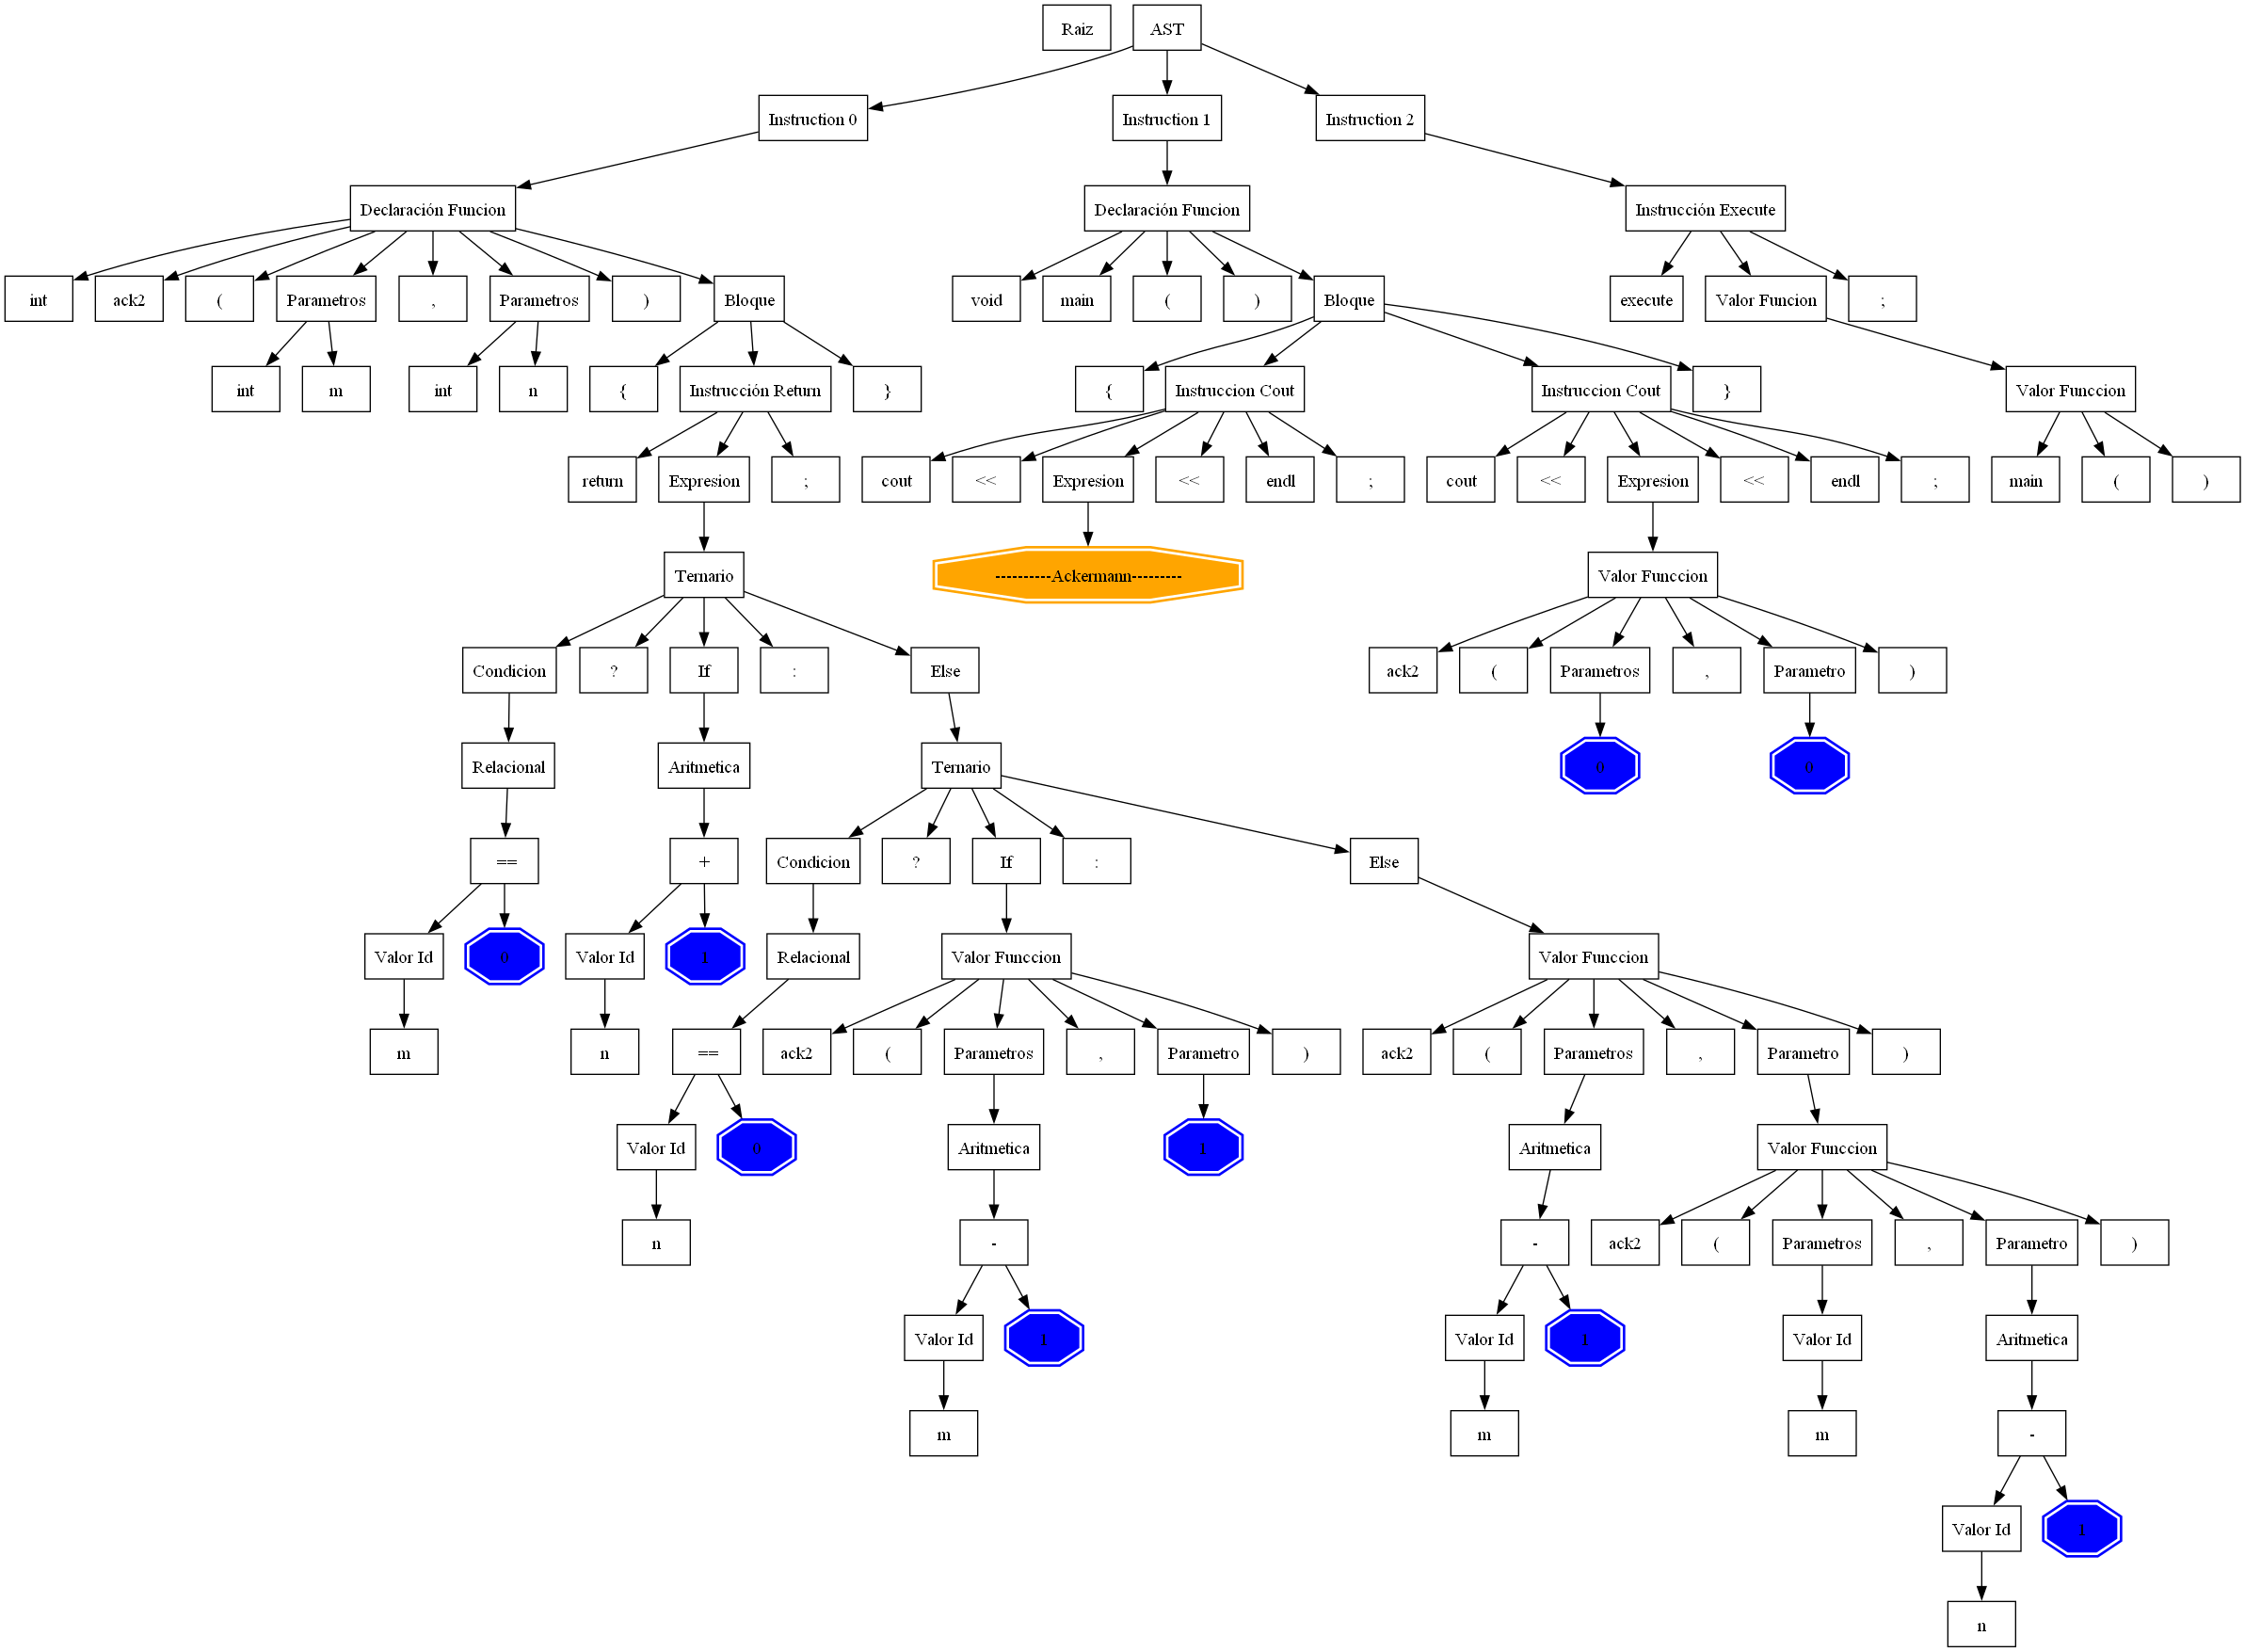 Raiz AST
Instruction 0 Instruction 1 Instruction 2
Declaración Funcion Declaración Funcion Instrucción Execute
int ack2 ( Parametros , Parametros ) Bloque void main ( ) Bloque execute Valor Funcion ;
int m int n { Instrucción Return } { Instruccion Cout Instruccion Cout } Valor Funccion
return Expresion ; cout << Expresion << endl ; cout << Expresion << endl ; main ( )
Ternario ----------Ackermann--------- Valor Funccion
Condicion ? If : Else ack2 ( Parametros , Parametro )
Relacional Aritmetica Ternario 0 0
== + Condicion ? If : Else
Valor Id 0 Valor Id 1 Relacional Valor Funccion Valor Funccion
m n == ack2 ( Parametros , Parametro ) ack2 ( Parametros , Parametro )
Valor Id 0 Aritmetica 1 Aritmetica Valor Funccion
n - - ack2 ( Parametros , Parametro )
Valor Id 1 Valor Id 1 Valor Id Aritmetica
m m m -
Valor Id 1
n